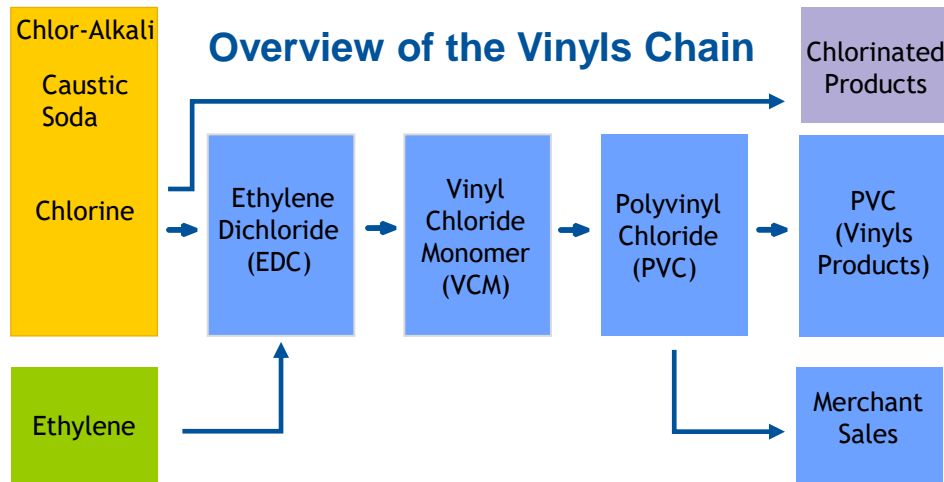 Overview of the Vinyls Chain
Chlor-Alkali
Caustic
Soda
Chlorine
Ethylene
Ethylene
Dichloride
(EDC)
Vinyl
Chloride
Monomer
(VCM)
Polyvinyl
Chloride
(PVC)
Chlorinated
Products
PVC
(Vinyls
Products)
Merchant
Sales